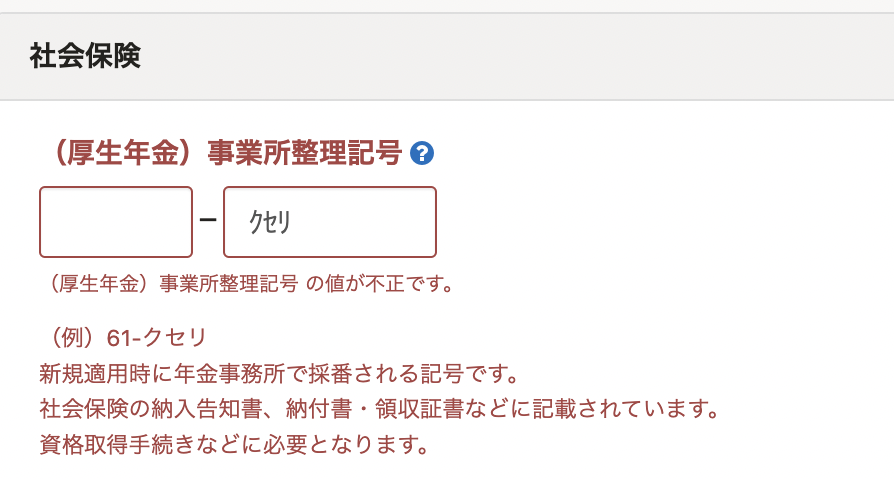 社会保険
（厚生年金）事業所整理記号 ?
– ｸｾﾘ
（厚生年金）事業所整理記号 の値が不正です。
（例）61-クセリ
新規適用時に年金事務所で採番される記号です。
社会保険の納入告知書、納付書・領収証書などに記載されています。
資格取得手続きなどに必要となります。